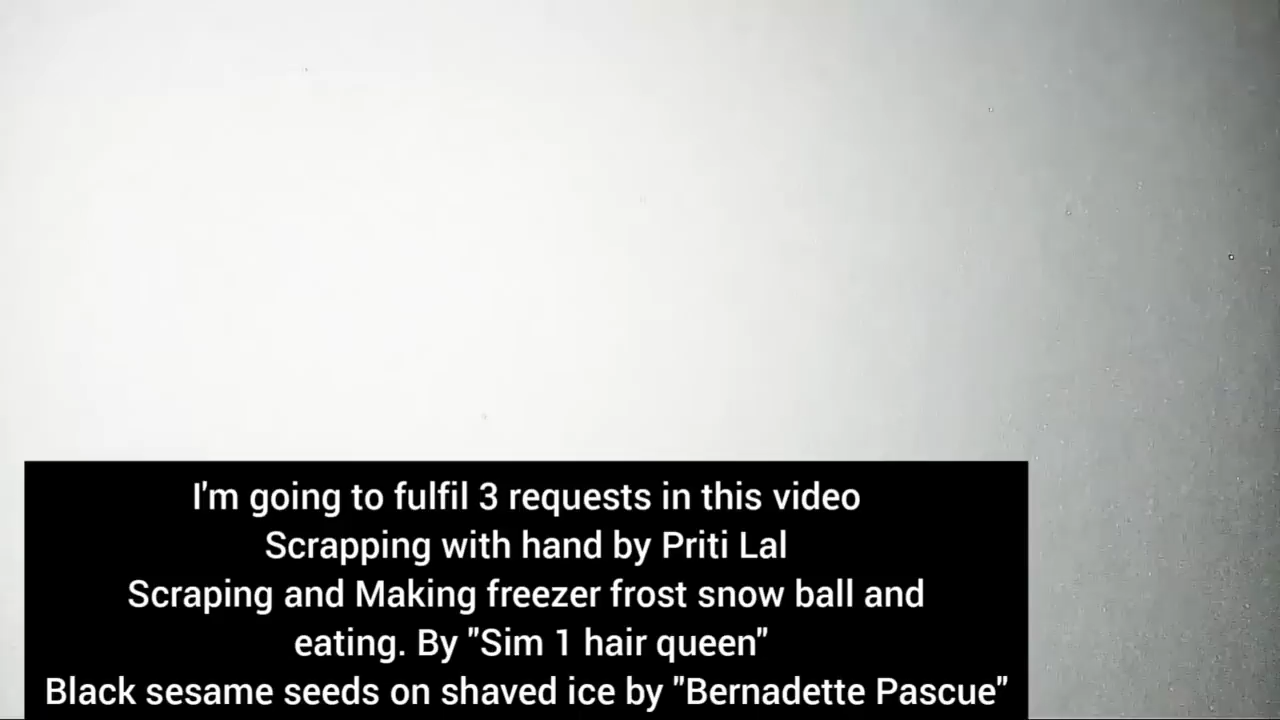 I'm going to fulfil 3 requests in this video
Scrapping with hand by Priti Lal
Scraping and Making freezer frost snow ball and
eating. By "Sim 1 hair queen"
Black sesame seeds on shaved ice by "Bernadette Pascue"